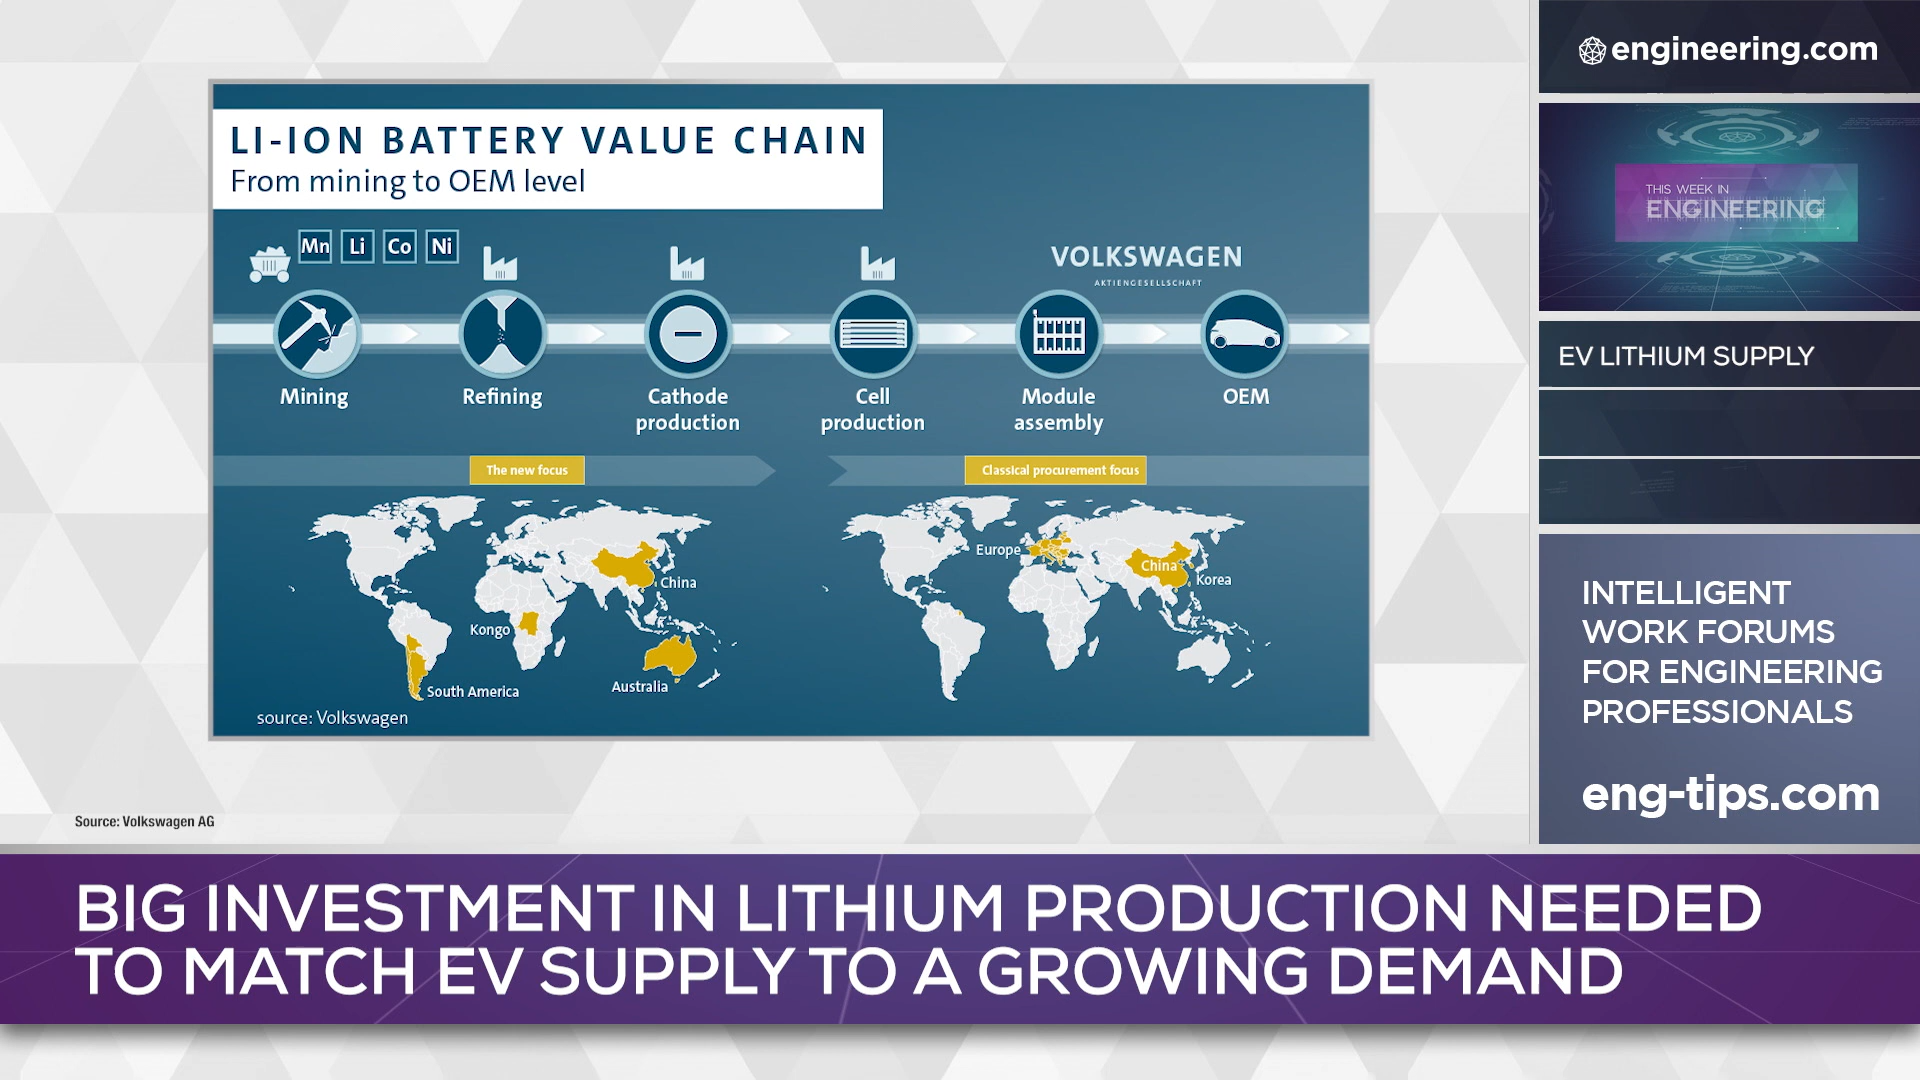 LI-ION BATTERY VALUE CHAIN
From mining to OEM level
Mn Li Co Ni
VOLKSWAGEN
AKTIENGESELLSCHAFT
Mining
Refining
Cathode
production
Cell
production
Module
assembly
OEM
The new focus
Classical procurement focus
China
Kongo
South America
Australia
Europe
China
Korea
source: Volkswagen
Source: Volkswagen AG
engineering.com
THIS WEEK IN
ENGINEERING
EV LITHIUM SUPPLY
INTELLIGENT
WORK FORUMS
FOR ENGINEERING
PROFESSIONALS
eng-tips.com
BIG INVESTMENT IN LITHIUM PRODUCTION NEEDED
TO MATCH EV SUPPLY TO A GROWING DEMAND